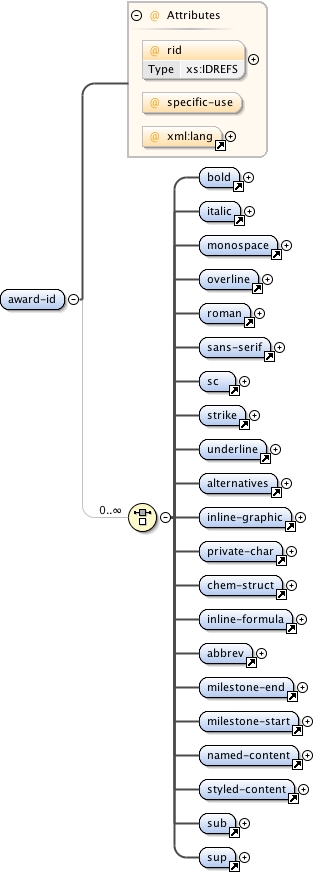 Attributes
@ rid
Type xs:IDREFS
@ specific-use
@ xml:lang
bold
italic
monospace
overline
award-id
roman
sans-serif
sc
strike
underline
alternatives
0..∞
inline-graphic
private-char
chem-struct
inline-formula
abbrev
milestone-end
milestone-start
named-content
styled-content
sub
sup